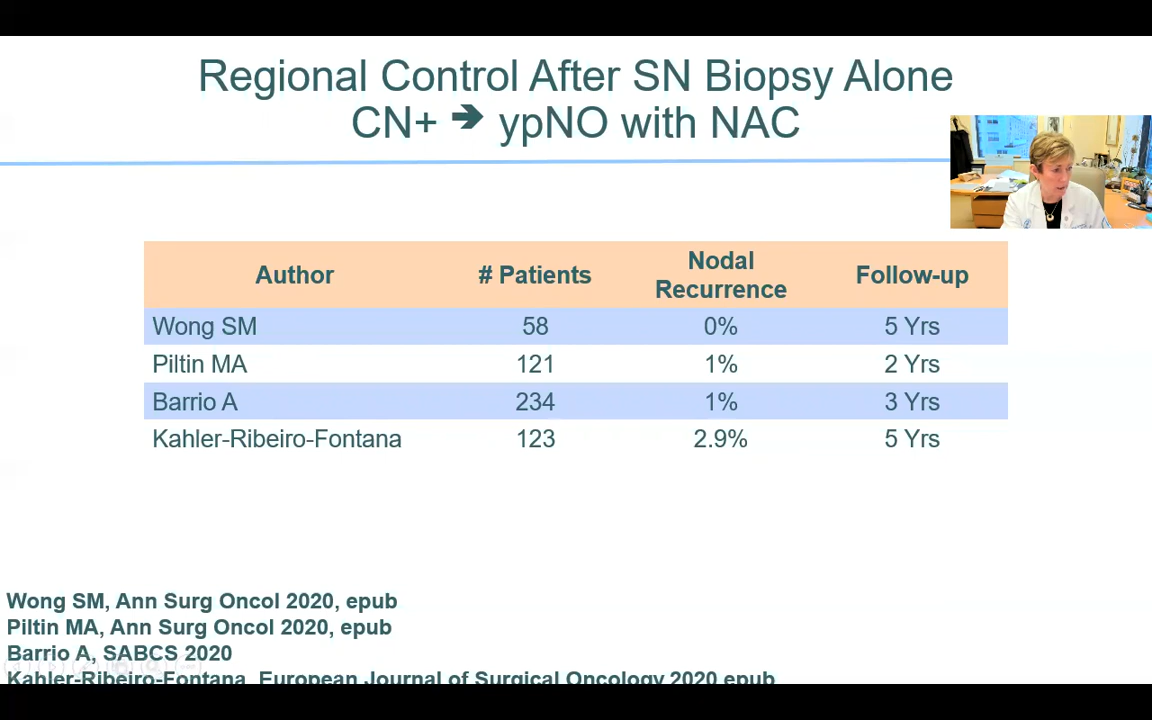 Regional Control After SN Biopsy Alone
CN+ ➔ ypNO with NAC
Author # Patients Nodal Recurrence Follow-up
Wong SM 58 0% 5 Yrs
Piltin MA 121 1% 2 Yrs
Barrio A 234 1% 3 Yrs
Kahler-Ribeiro-Fontana 123 2.9% 5 Yrs
Wong SM, Ann Surg Oncol 2020, epub
Piltin MA, Ann Surg Oncol 2020, epub
Barrio A, SABCS 2020
Kahler-Ribeiro-Fontana, European Journal of Surgical Oncology 2020 epub